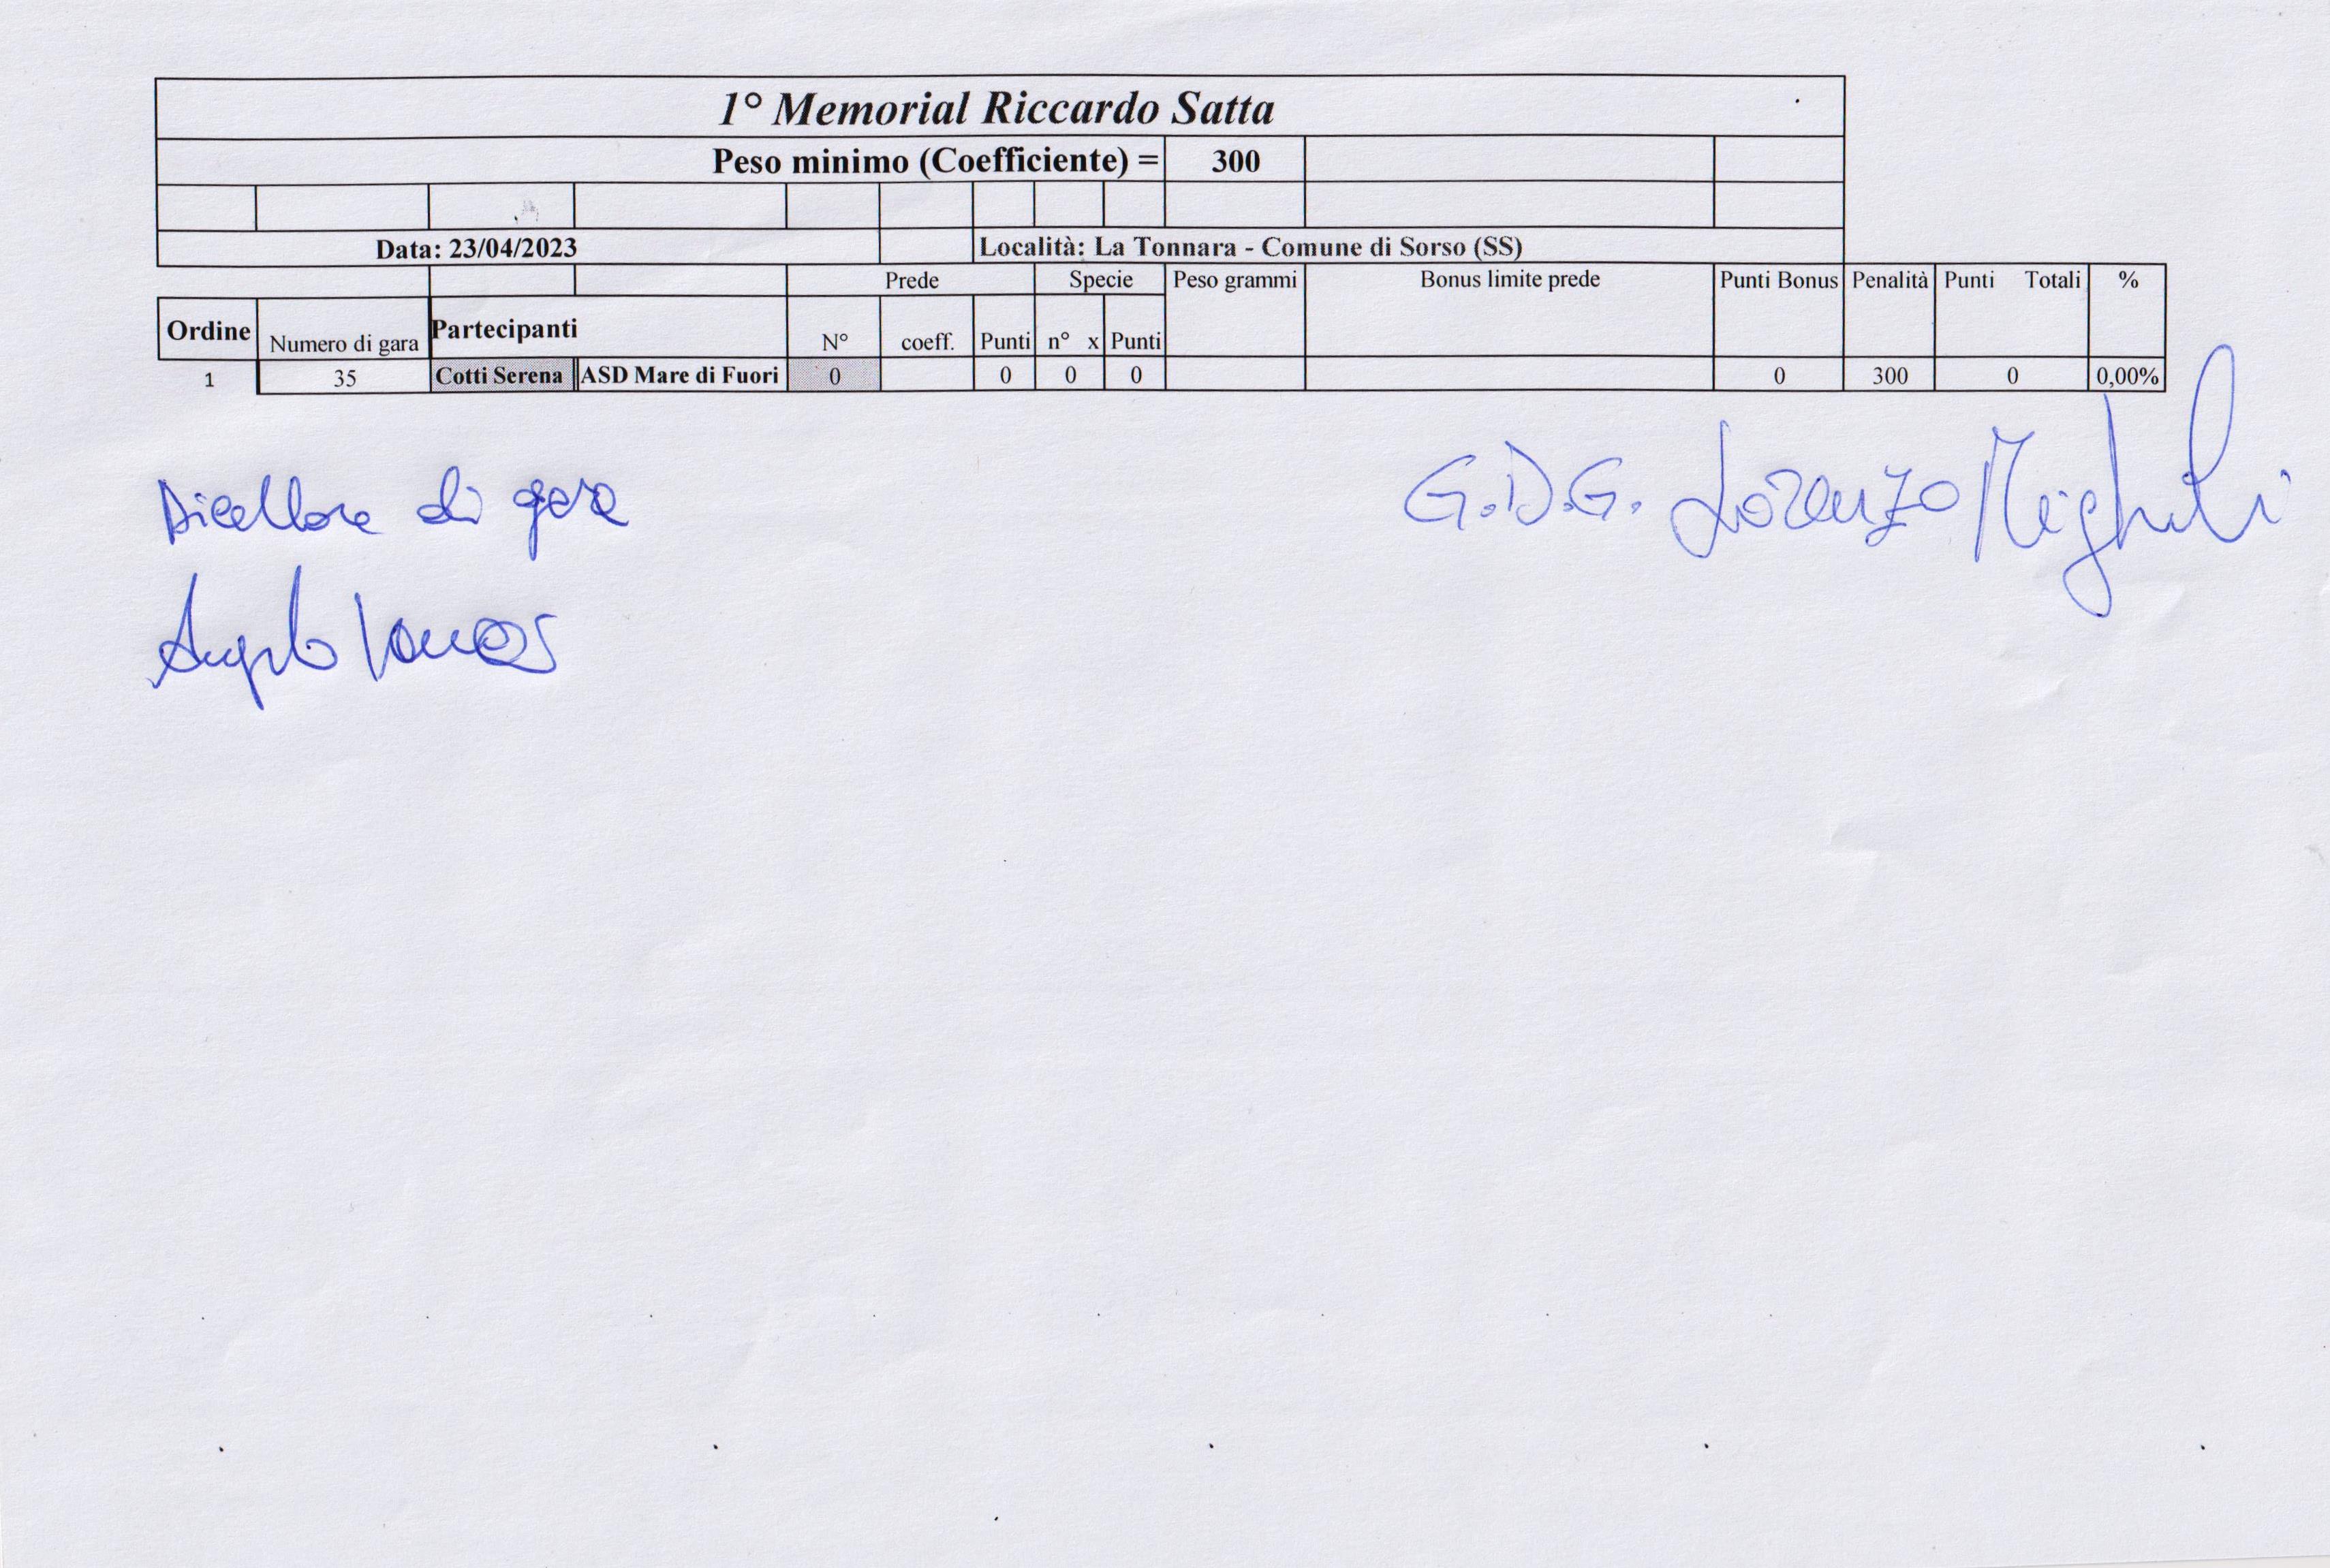 1° Memorial Riccardo Satta
Peso minimo (Coefficiente) = 300
Data: 23/04/2023 Località: La Tonnara - Comune di Sorso (SS)
Prede Specie Peso grammi Bonus limite prede Punti Bonus Penalità Punti Totali %
Ordine Numero di gara Partecipanti N° coeff. Punti n° x Punti
1 35 Cotti Serena ASD Mare di Fuori 0 0 0 0 0 300 0 0,00%
Direttore di gara G.D.G. Lorenzo Meighili
Angelo